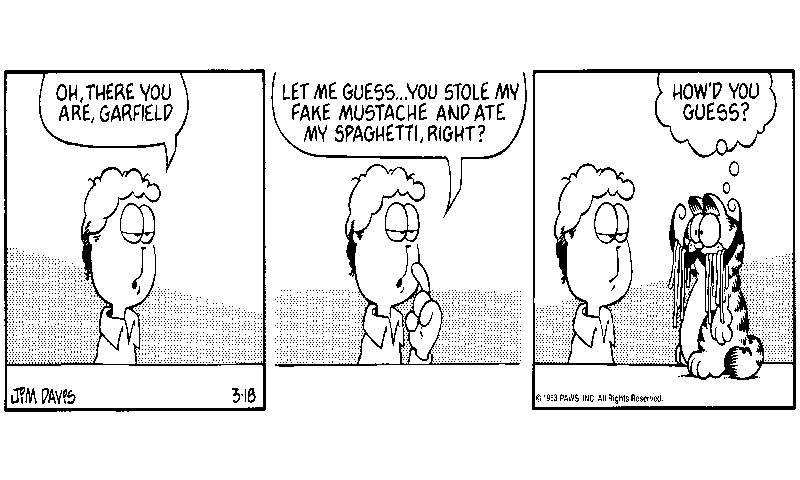 OH, THERE YOU
ARE, GARFIELD
LET ME GUESS...YOU STOLE MY
FAKE MUSTACHE AND ATE
MY SPAGHETTI, RIGHT?
HOW'D YOU
GUESS?
JIM DAVIS
3·18
© 1993 PAWS, INC. All Rights Reserved.